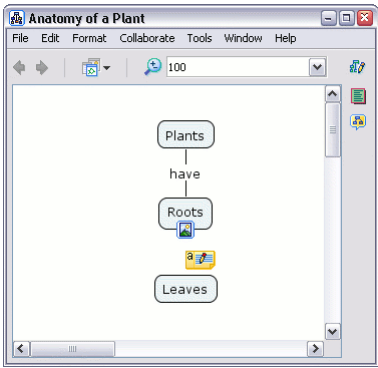 Anatomy of a Plant
File Edit Format Collaborate Tools Window Help
100
Plants
have
Roots
a
Leaves